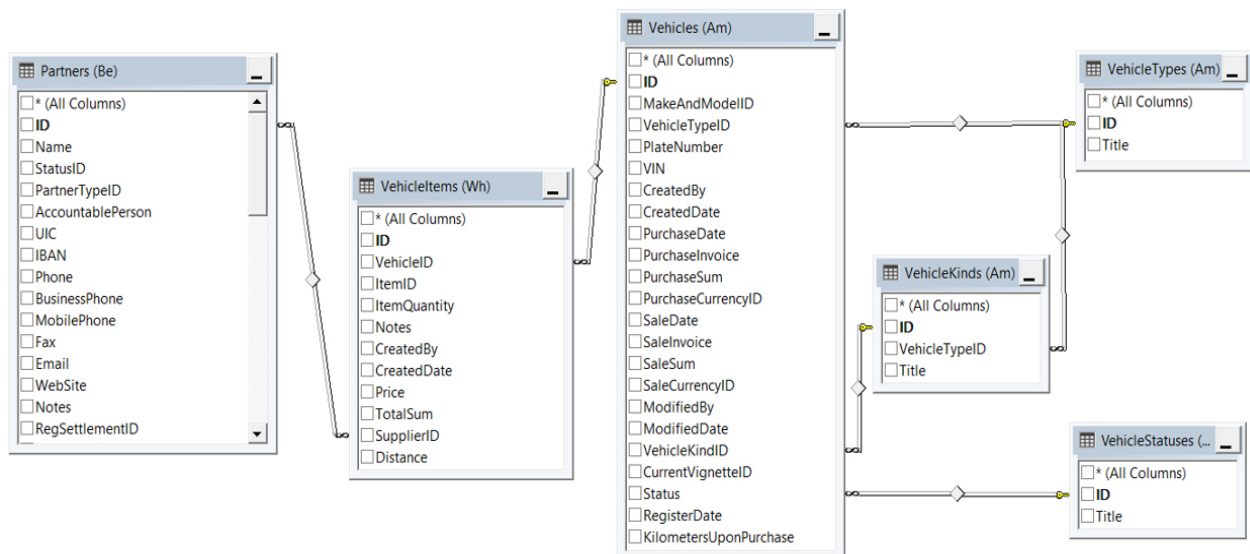 Partners (Be)
* (All Columns)
ID
Name
StatusID
PartnerTypeID
AccountablePerson
UIC
IBAN
Phone
BusinessPhone
MobilePhone
Fax
Email
WebSite
Notes
RegSettlementID
VehicleItems (Wh)
* (All Columns)
ID
VehicleID
ItemID
ItemQuantity
Notes
CreatedBy
CreatedDate
Price
TotalSum
SupplierID
Distance
Vehicles (Am)
* (All Columns)
ID
MakeAndModelID
VehicleTypeID
PlateNumber
VIN
CreatedBy
CreatedDate
PurchaseDate
PurchaseInvoice
PurchaseSum
PurchaseCurrencyID
SaleDate
SaleInvoice
SaleSum
SaleCurrencyID
ModifiedBy
ModifiedDate
VehicleKindID
CurrentVignetteID
Status
RegisterDate
KilometersUponPurchase
VehicleTypes (Am)
* (All Columns)
ID
Title
VehicleKinds (Am)
* (All Columns)
ID
VehicleTypeID
Title
VehicleStatuses (...
* (All Columns)
ID
Title